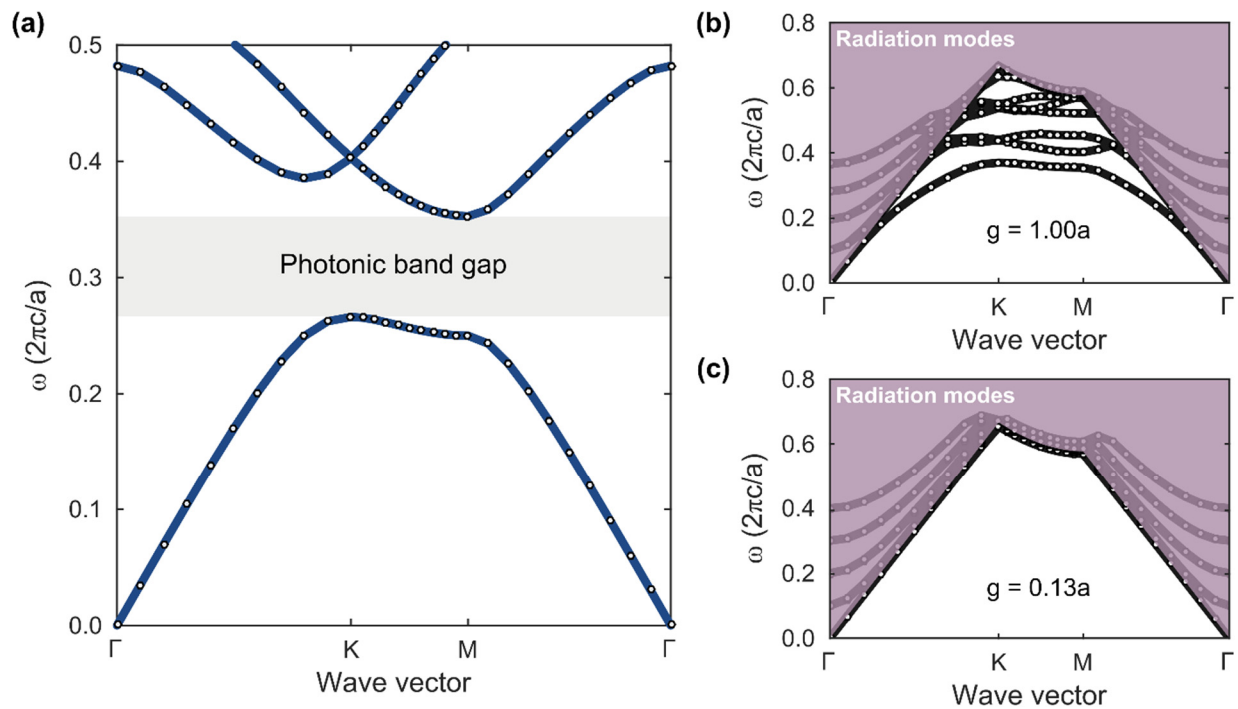 (a)
0.5
0.4
0.3
0.2
0.1
0.0
ω (2πc/a)
Photonic band gap
Γ
K
M
Γ
Wave vector
(b)
0.8
0.6
0.4
0.2
0.0
ω (2πc/a)
Radiation modes
g = 1.00a
Γ
K
M
Γ
Wave vector
(c)
0.8
0.6
0.4
0.2
0.0
ω (2πc/a)
Radiation modes
g = 0.13a
Γ
K
M
Γ
Wave vector